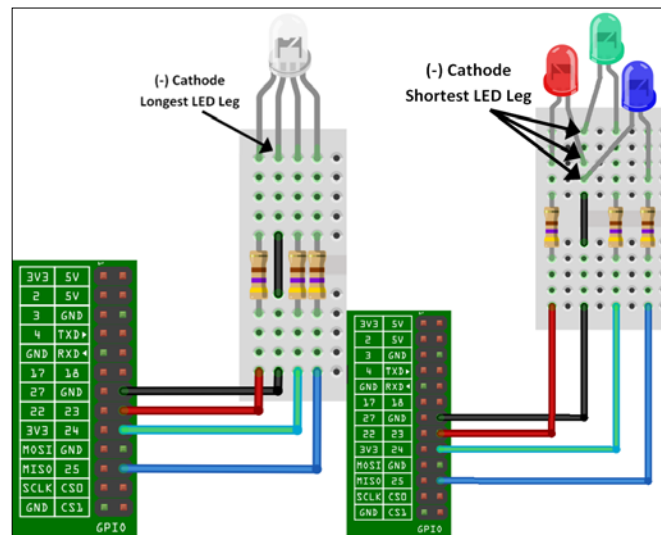 (-) Cathode
Longest LED Leg
(-) Cathode
Shortest LED Leg
3V3 5V
2 5V
3 GND
4 TXD▸
GND RXD◂
17 18
27 GND
22 23
3V3 24
MOSI GND
MISO 25
SCLK CS0
GND CS1
GPIO
3V3 5V
2 5V
3 GND
4 TXD▸
GND RXD◂
17 18
27 GND
22 23
3V3 24
MOSI GND
MISO 25
SCLK CS0
GND CS1
GPIO